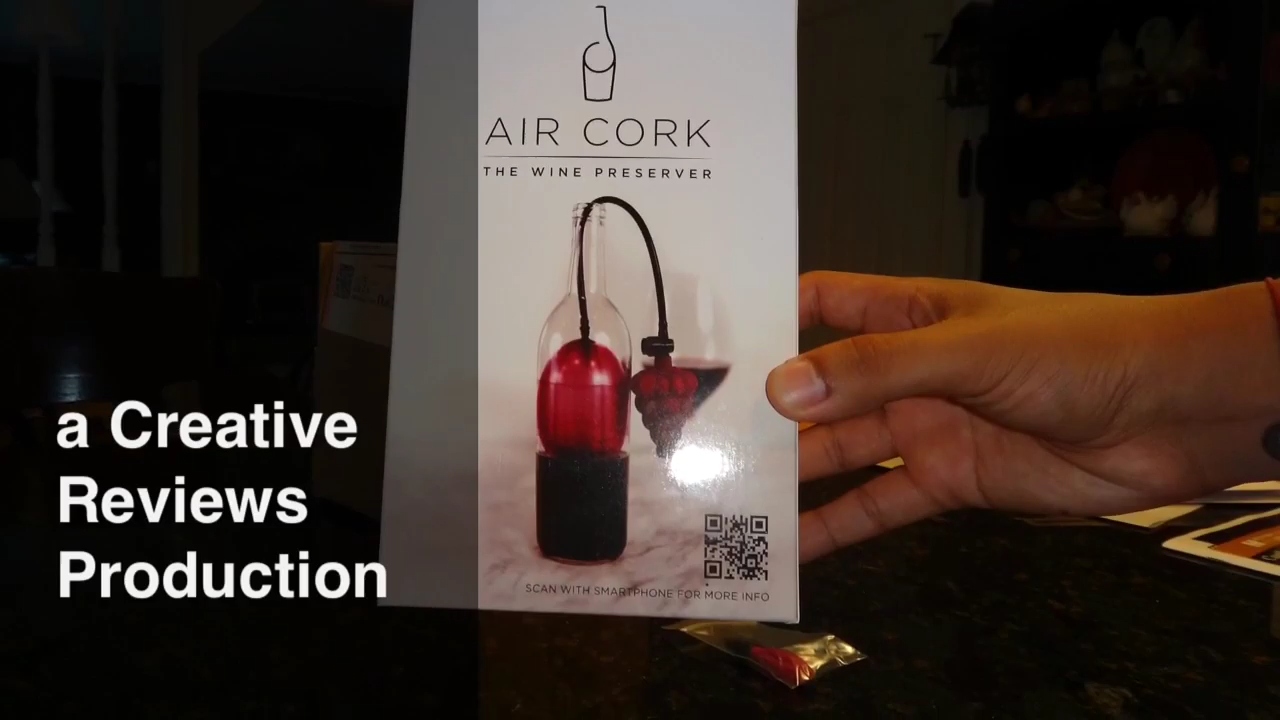 AIR CORK
THE WINE PRESERVER
a Creative
Reviews
Production
SCAN WITH SMARTPHONE FOR MORE INFO